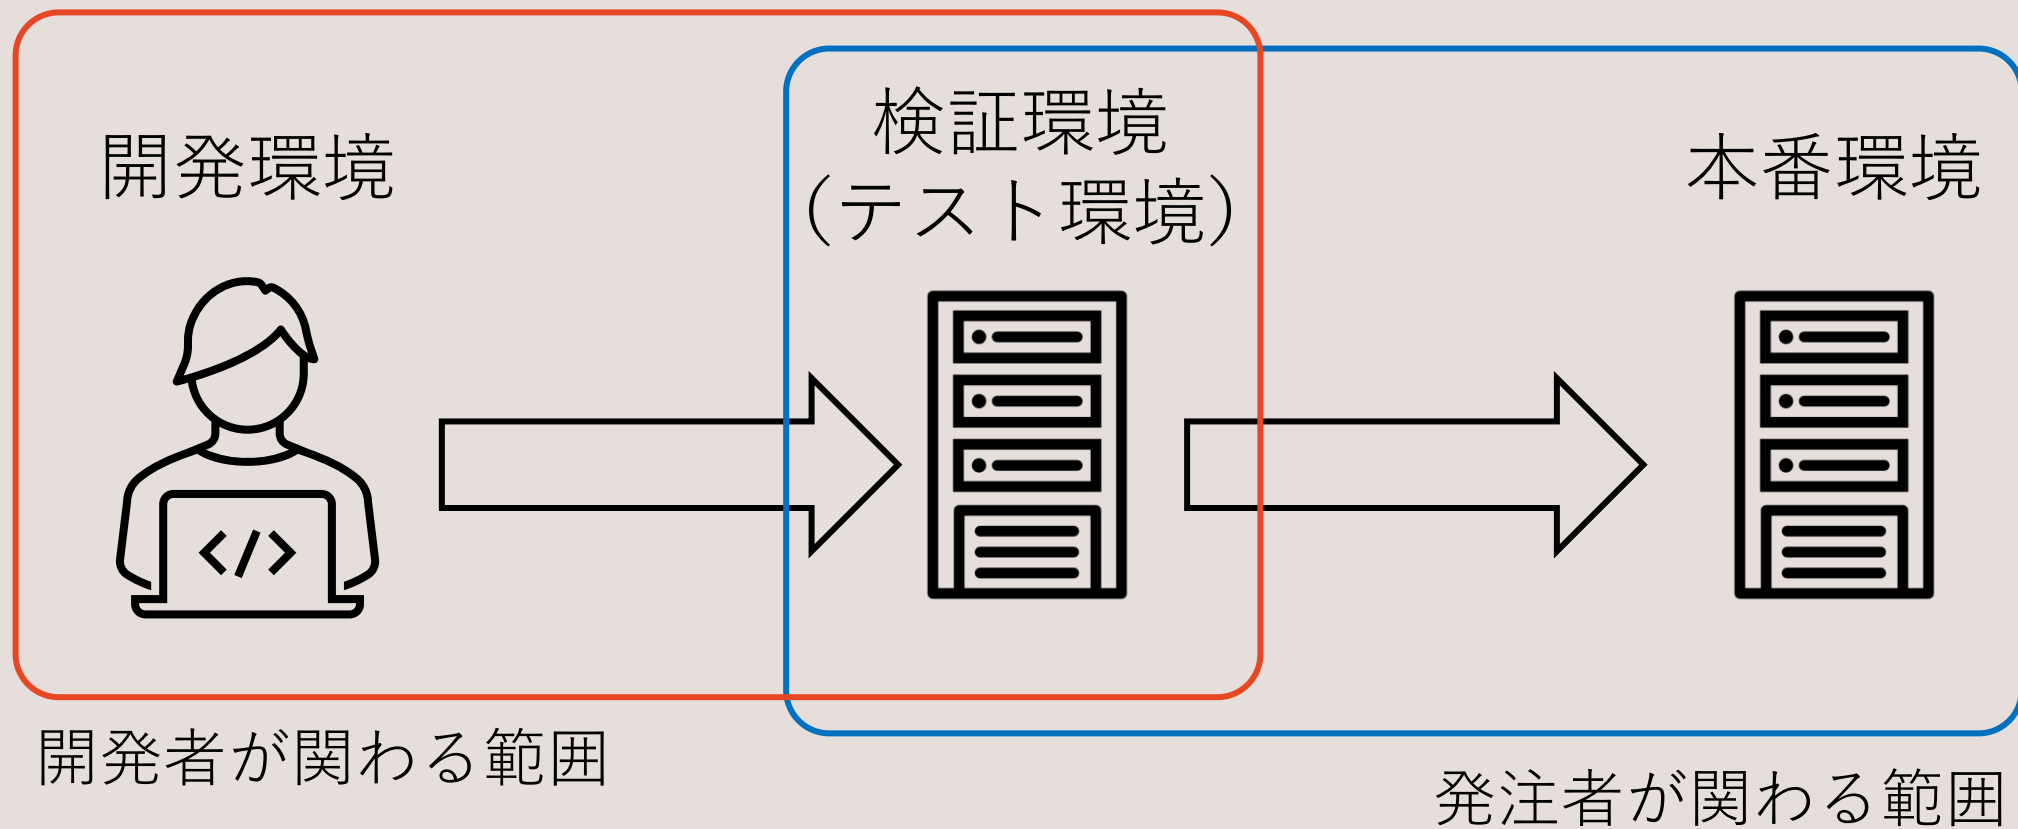 開発環境
検証環境
（テスト環境）
本番環境
</>
開発者が関わる範囲
発注者が関わる範囲